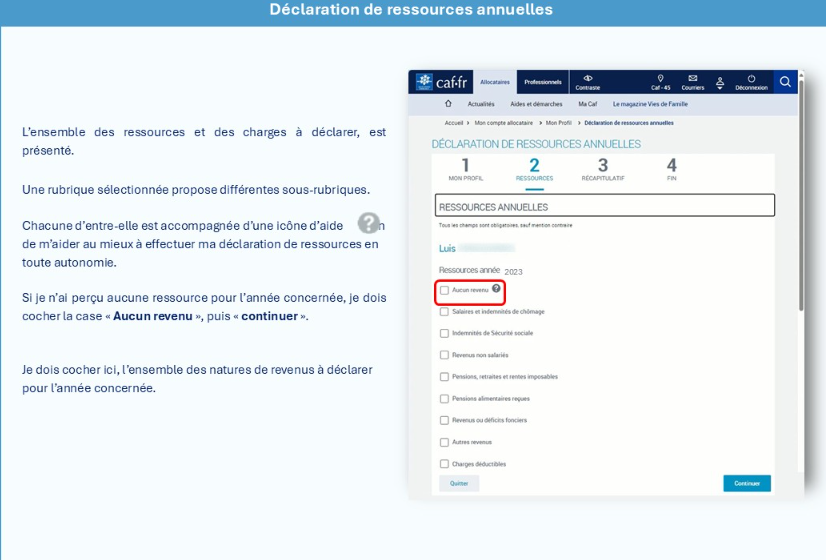 Déclaration de ressources annuelles
L'ensemble des ressources et des charges à déclarer, est
présenté.
Une rubrique sélectionnée propose différentes sous-rubriques.
Chacune d'entre-elle est accompagnée d'une icône d'aide n
de m'aider au mieux à effectuer ma déclaration de ressources en
toute autonomie.
Si je n'ai perçu aucune ressource pour l'année concernée, je dois
cocher la case « Aucun revenu », puis « continuer ».
Je dois cocher ici, l'ensemble des natures de revenus à déclarer
pour l'année concernée.
caf.fr Allocataires Professionnels Contraste Caf - 45 Courriers Déconnexion
Actualités Aides et démarches Ma Caf Le magazine Vies de Famille
Accueil > Mon compte allocataire > Mon Profil > Déclaration de ressources annuelles
DÉCLARATION DE RESSOURCES ANNUELLES
1 2 3 4
MON PROFIL RESSOURCES RÉCAPITULATIF FIN
RESSOURCES ANNUELLES
Tous les champs sont obligatoires, sauf mention contraire
Luis
Ressources année 2023
Aucun revenu ?
Salaires et indemnités de chômage
Indemnités de Sécurité sociale
Revenus non salariés
Pensions, retraites et rentes imposables
Pensions alimentaires reçues
Revenus ou déficits fonciers
Autres revenus
Charges déductibles
Quitter Continuer